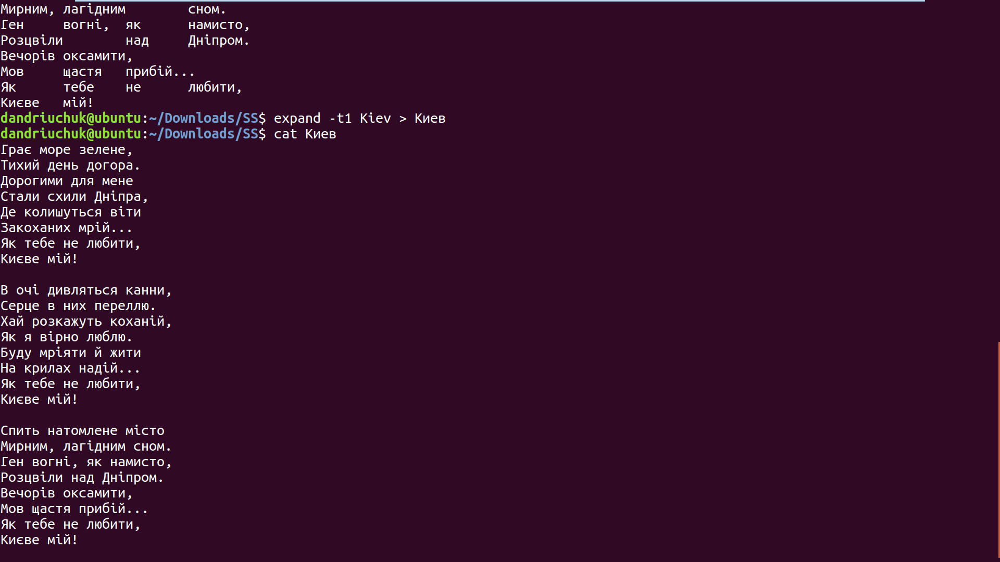 Мирним, лагідним сном.
Ген вогні, як намисто,
Розцвіли над Дніпром.
Вечорів оксамити,
Мов щастя прибій...
Як тебе не любити,
Києве мій!
dandriuchuk@ubuntu:~/Downloads/SS$ expand -t1 Kiev > Киев
dandriuchuk@ubuntu:~/Downloads/SS$ cat Киев
Грає море зелене,
Тихий день догора.
Дорогими для мене
Стали схили Дніпра,
Де колишуться віти
Закоханих мрій...
Як тебе не любити,
Києве мій!

В очі дивляться канни,
Серце в них переллю.
Хай розкажуть коханій,
Як я вірно люблю.
Буду мріяти й жити
На крилах надій...
Як тебе не любити,
Києве мій!

Спить натомлене місто
Мирним, лагідним сном.
Ген вогні, як намисто,
Розцвіли над Дніпром.
Вечорів оксамити,
Мов щастя прибій...
Як тебе не любити,
Києве мій!